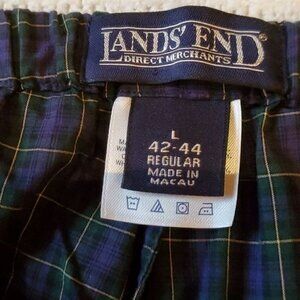 LANDS' END®
DIRECT MERCHANTS
L
42-44
REGULAR
MADE IN
MACAU